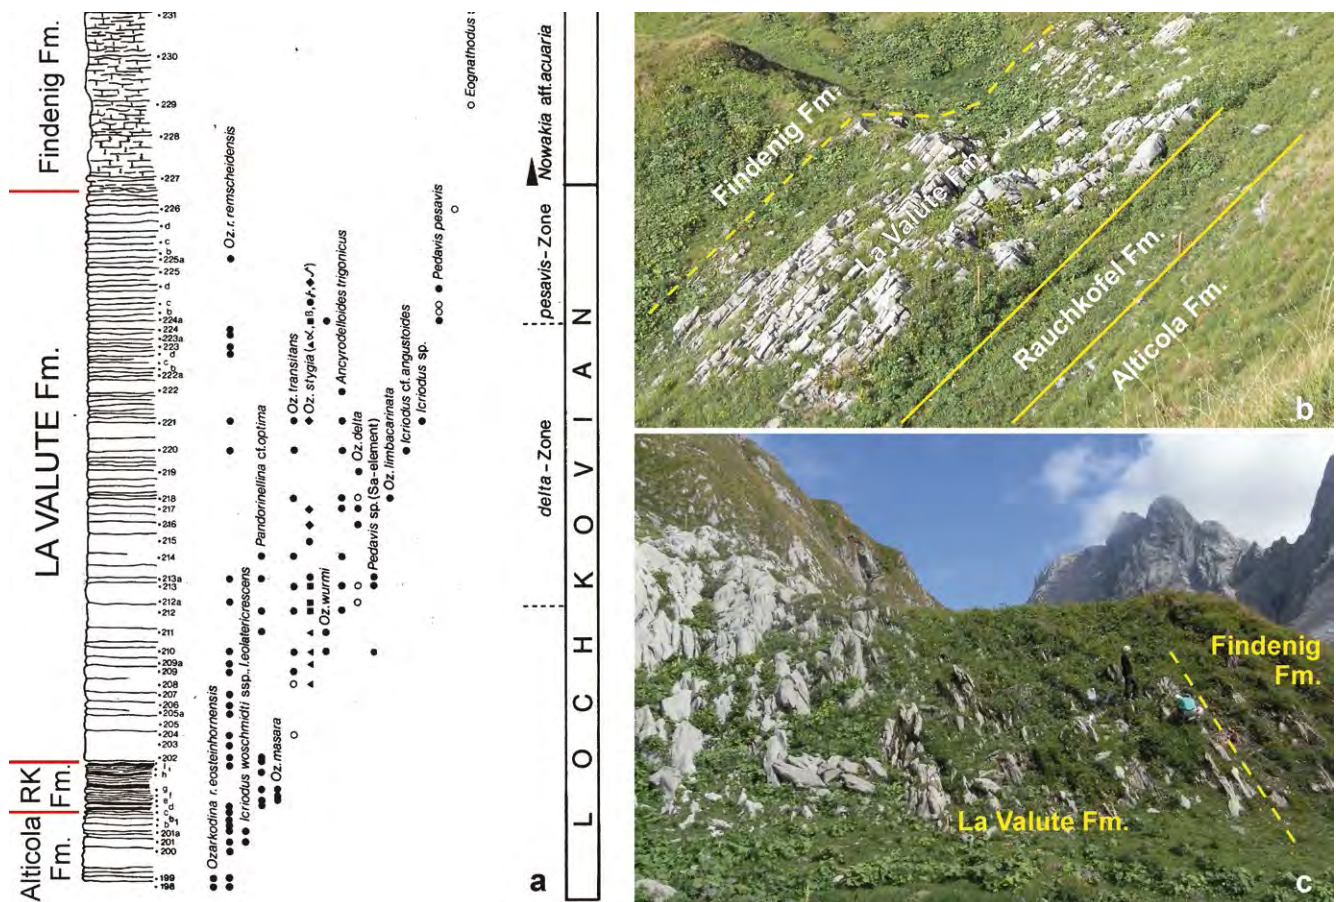 Findenig Fm.
LA VALUTE Fm.
RK
Fm.
Alticola
Fm.
231
230
229
228
227
226
d
c
b
225a
225
d
c
b
224a
224
223a
223
d
c
b
222a
222
221
220
219
218
217
216
215
214
213a
213
212a
212
211
210
209a
209
208
207
206
205a
205
204
203
202
h
g
f
e
d
c
b1
b
201a
201
200
199
198
Ozarkodina r. eosteinhornensis
Oz. r. remscheidensis
Icriodus woschmidti ssp., I. eolatericrescens
Pandorinellina cf. optima
Oz. masara
Oz. transitans
Oz. stygia
Oz. wurmi
Ancyrodelloides trigonicus
Oz. delta
Pedavis sp. (Sa-element)
Oz. limbacarinata
Icriodus cf. angustoides
Icriodus sp.
Pedavis pesavis
Eognathodus
delta-Zone
pesavis-Zone
Nowakia aff. acuaria
LOCHKOVIAN
a
Findenig Fm.
La Valute Fm.
Rauchkofel Fm.
Alticola Fm.
b
Findenig
Fm.
La Valute Fm.
c